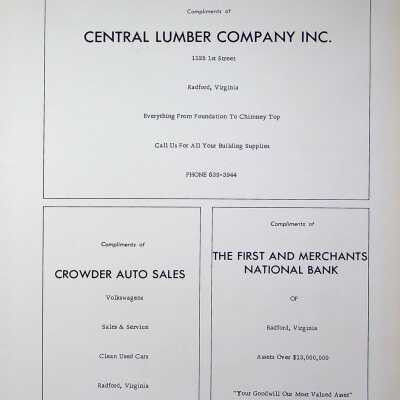 Compliments of
CENTRAL LUMBER COMPANY INC.
1155 1st Street
Radford, Virginia
Everything From Foundation To Chimney Top
Call Us For All Your Building Supplies
PHONE 639-3944
Compliments of
CROWDER AUTO SALES
Volkswagens
Sales & Service
Clean Used Cars
Radford, Virginia
Compliments of
THE FIRST AND MERCHANTS
NATIONAL BANK
OF
Radford, Virginia
Assets Over $13,000,000
"Your Goodwill Our Most Valued Asset"